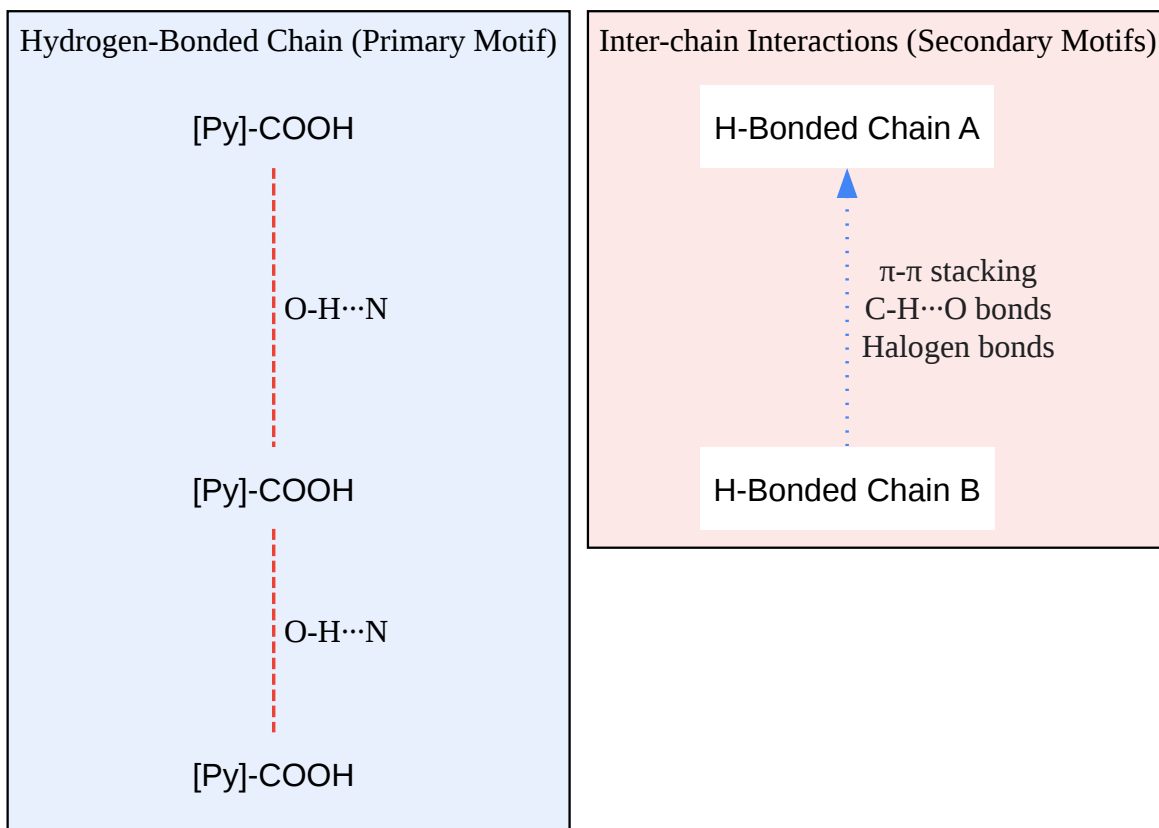 Hydrogen-Bonded Chain (Primary Motif)
[Py]-COOH
O-H···N
[Py]-COOH
O-H···N
[Py]-COOH
Inter-chain Interactions (Secondary Motifs)
H-Bonded Chain A
π-π stacking
C-H···O bonds
Halogen bonds
H-Bonded Chain B